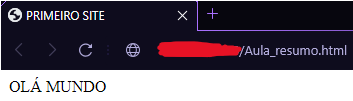 PRIMEIRO SITE
/Aula_resumo.html
OLÁ MUNDO